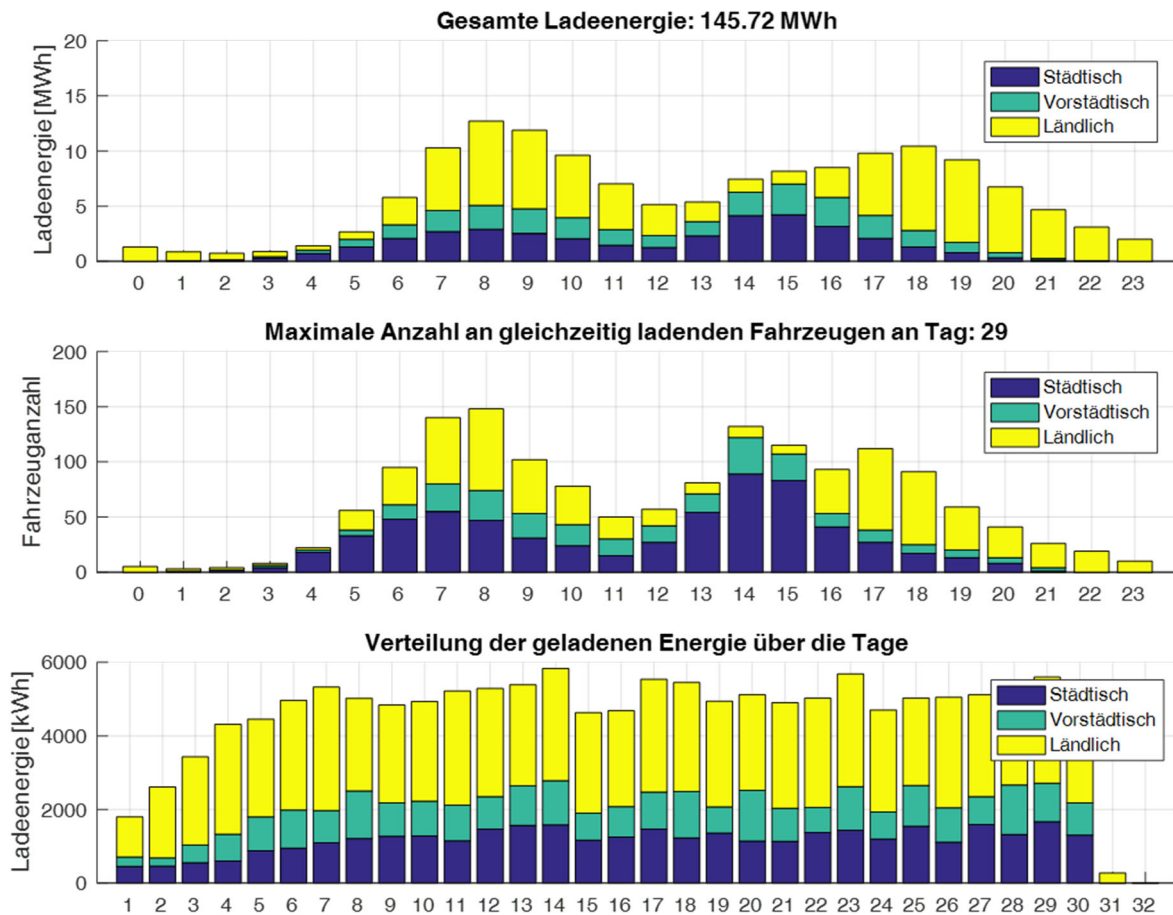 Gesamte Ladeenergie: 145.72 MWh
Ladeenergie [MWh]
20
15
10
5
0
Städtisch
Vorstädtisch
Ländlich
0 1 2 3 4 5 6 7 8 9 10 11 12 13 14 15 16 17 18 19 20 21 22 23
Maximale Anzahl an gleichzeitig ladenden Fahrzeugen an Tag: 29
Fahrzeuganzahl
200
150
100
50
0
Städtisch
Vorstädtisch
Ländlich
0 1 2 3 4 5 6 7 8 9 10 11 12 13 14 15 16 17 18 19 20 21 22 23
Verteilung der geladenen Energie über die Tage
Ladeenergie [kWh]
6000
4000
2000
0
Städtisch
Vorstädtisch
Ländlich
1 2 3 4 5 6 7 8 9 10 11 12 13 14 15 16 17 18 19 20 21 22 23 24 25 26 27 28 29 30 31 32